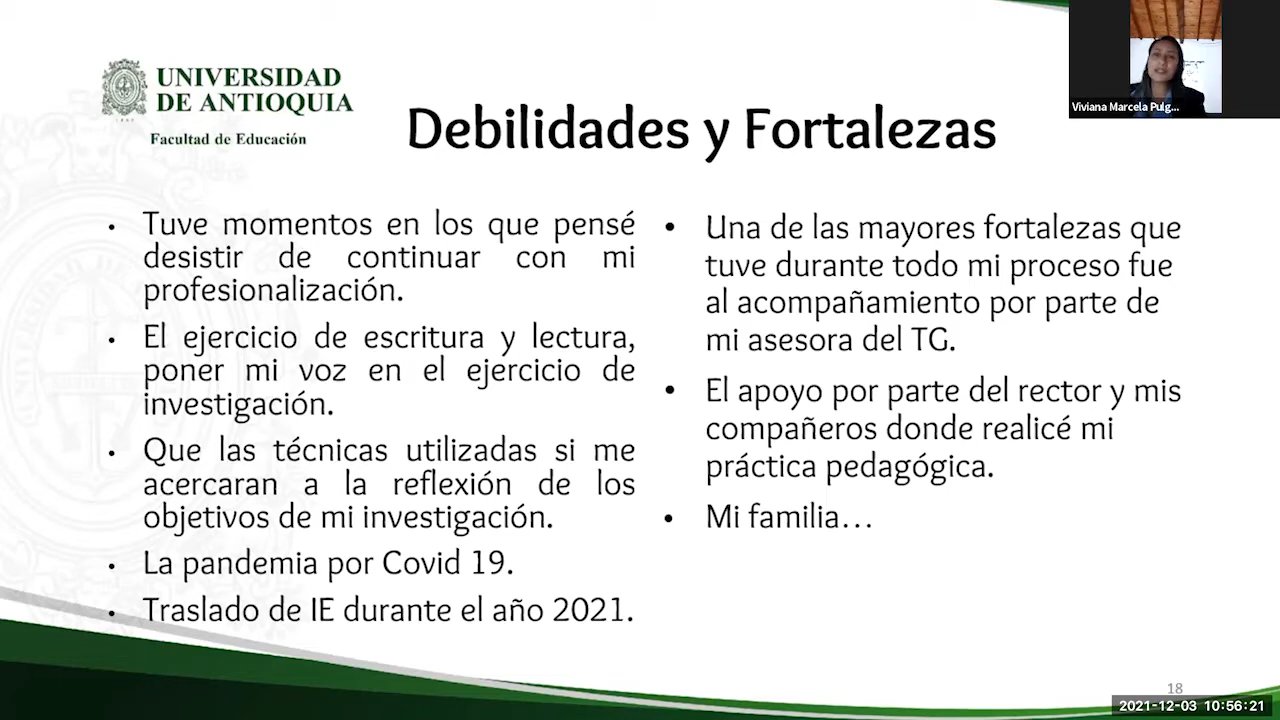 UNIVERSIDAD
DE ANTIOQUIA
Facultad de Educación
Viviana Marcela Pulg...
Debilidades y Fortalezas
• Tuve momentos en los que pensé
desistir de continuar con mi
profesionalización.
• El ejercicio de escritura y lectura,
poner mi voz en el ejercicio de
investigación.
• Que las técnicas utilizadas si me
acercaran a la reflexión de los
objetivos de mi investigación.
• La pandemia por Covid 19.
• Traslado de IE durante el año 2021.
• Una de las mayores fortalezas que
tuve durante todo mi proceso fue
al acompañamiento por parte de
mi asesora del TG.
• El apoyo por parte del rector y mis
compañeros donde realicé mi
práctica pedagógica.
• Mi familia…
18
2021-12-03 10:56:21